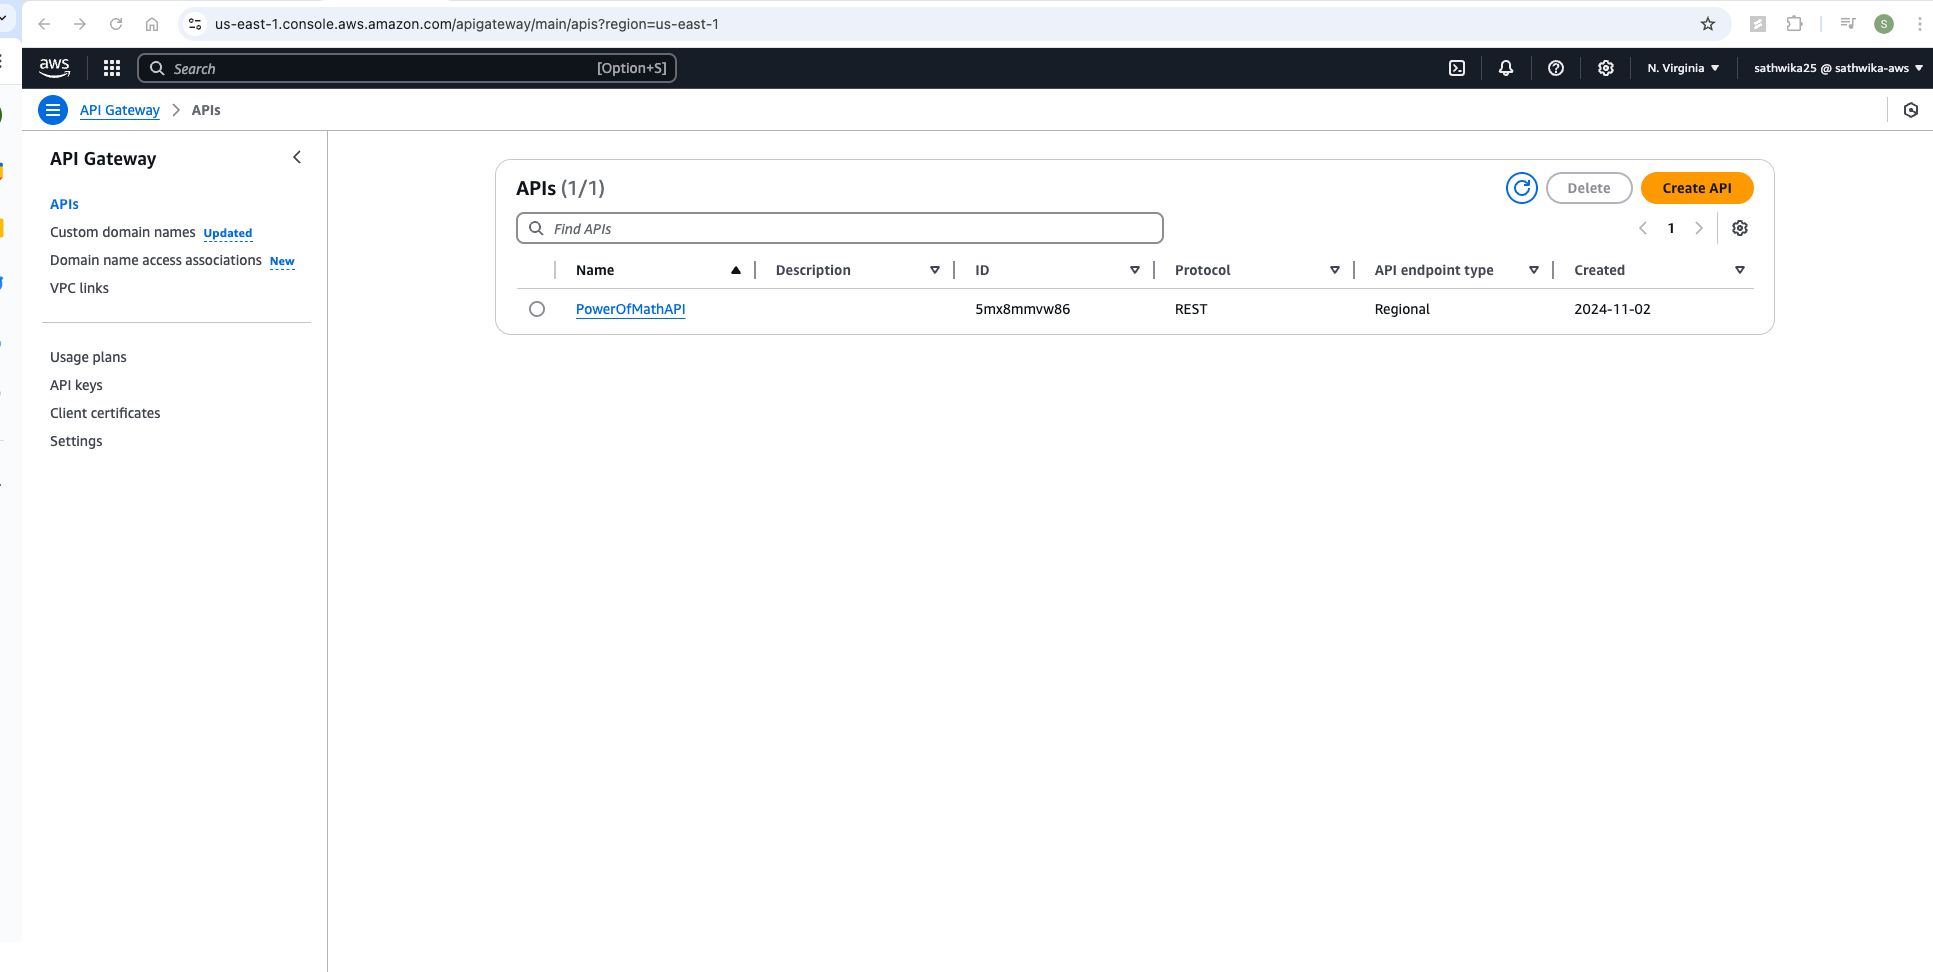 us-east-1.console.aws.amazon.com/apigateway/main/apis?region=us-east-1
S
aws
Search
[Option+S]
N. Virginia
sathwika25 @ sathwika-aws
API Gateway
APIs
API Gateway
APIs
Custom domain names Updated
Domain name access associations New
VPC links
Usage plans
API keys
Client certificates
Settings
APIs (1/1)
Delete
Create API
Find APIs
1
Name Description ID Protocol API endpoint type Created
PowerOfMathAPI 5mx8mmvw86 REST Regional 2024-11-02